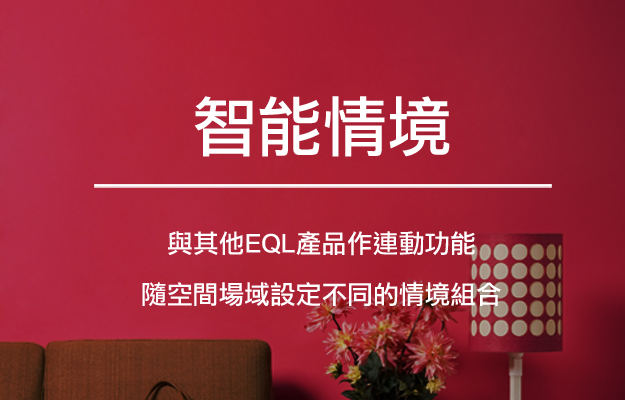 智能情境
與其他EQL產品作連動功能
隨空間場域設定不同的情境組合